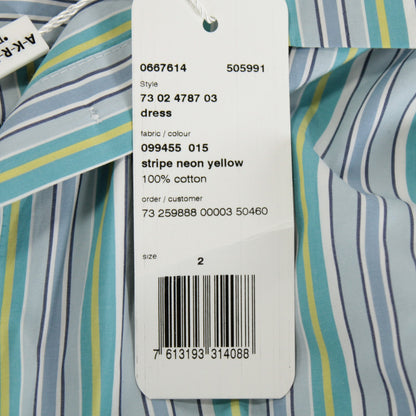 A-K-R-
0667614 505991
Style
73 02 4787 03
dress
fabric / colour
099455 015
stripe neon yellow
100% cotton
order / customer
73 259888 00003 50460
size 2
7 613193 314088